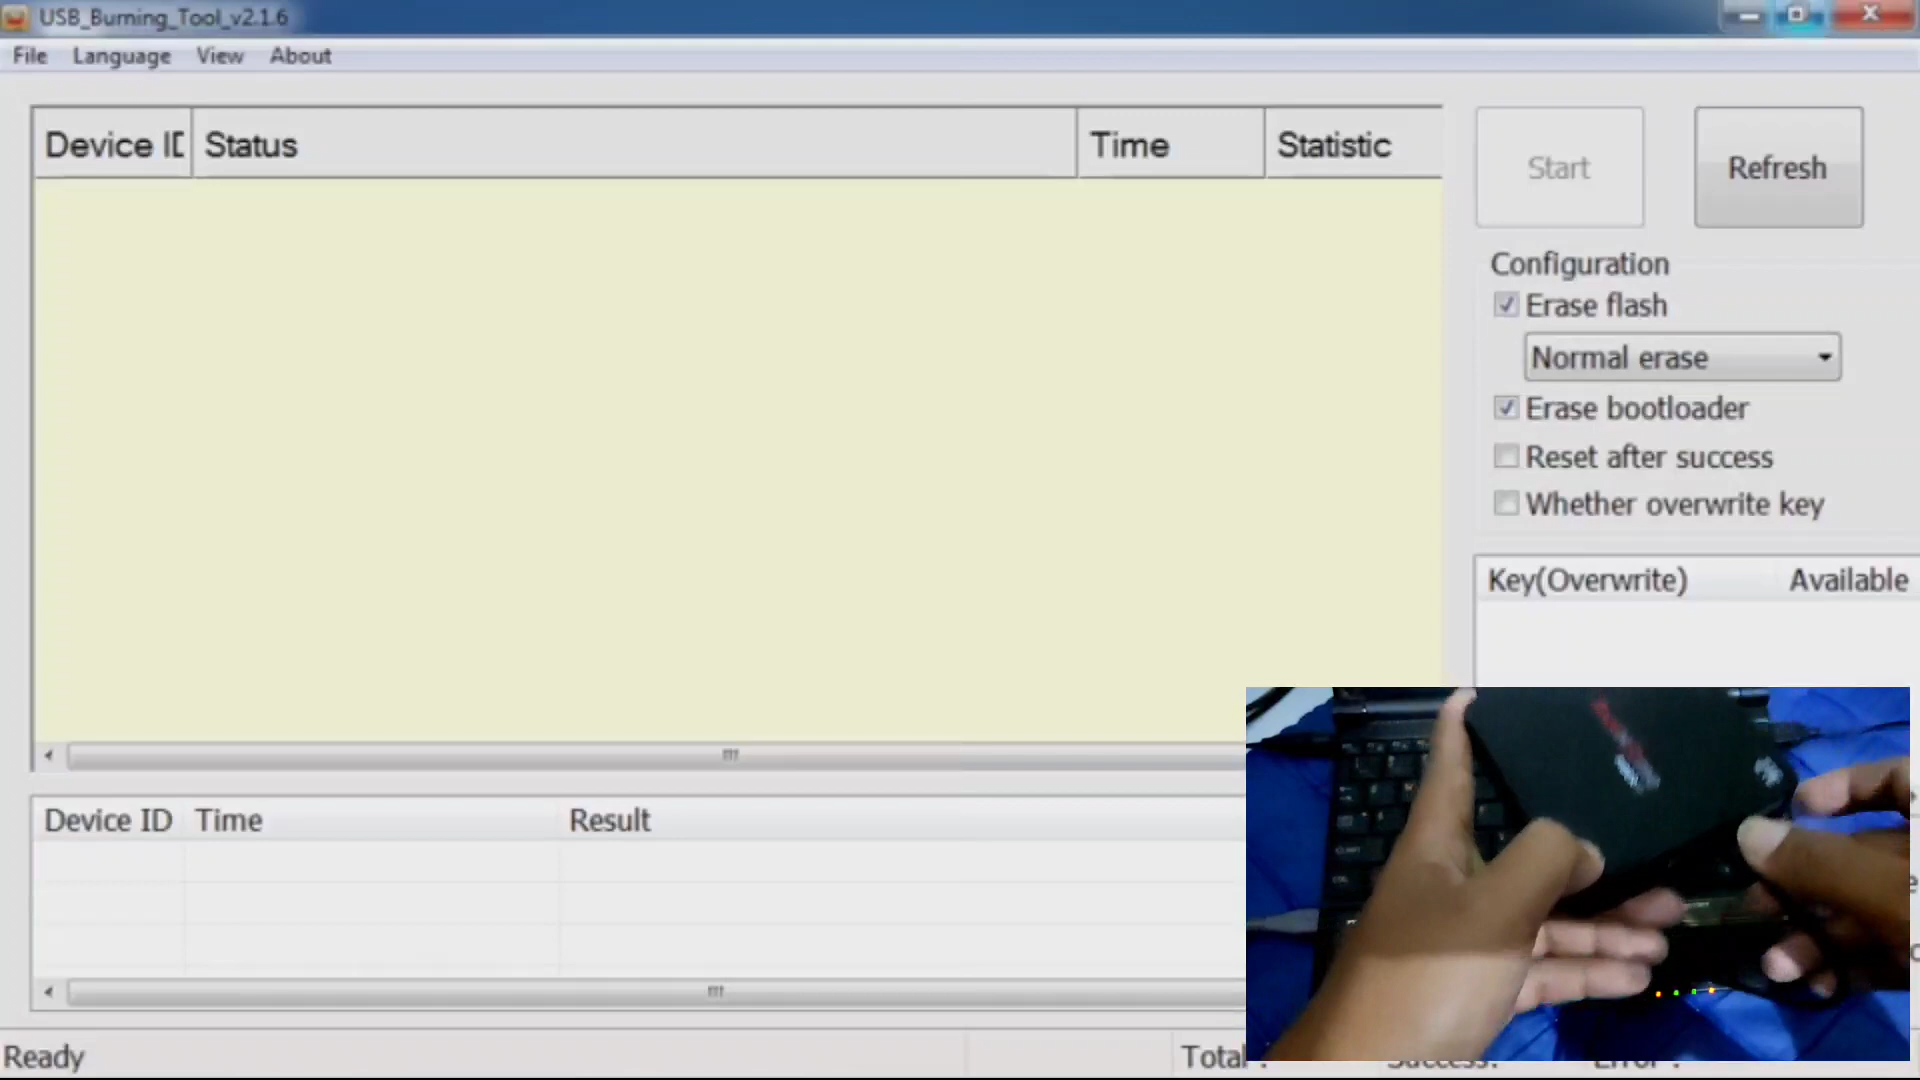 USB_Burning_Tool_v2.1.6
File Language View About
Device ID Status Time Statistic
Start
Refresh
Configuration
Erase flash
Normal erase
Erase bootloader
Reset after success
Whether overwrite key
Key(Overwrite) Available
Device ID Time Result
Ready
Total